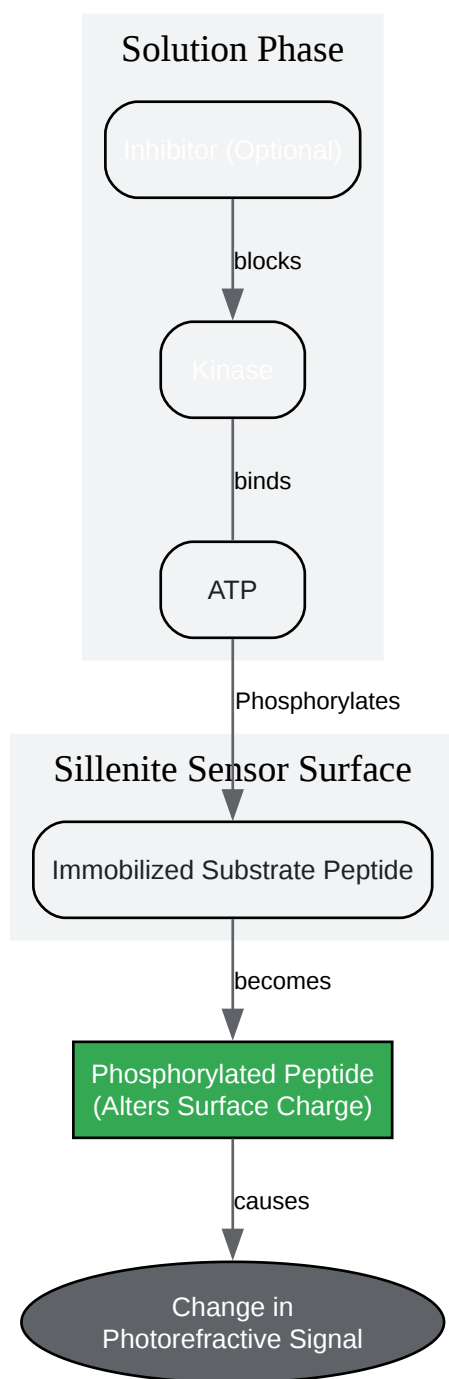 Solution Phase
Inhibitor (Optional)
blocks
Kinase
binds
ATP
Phosphorylates
Sillenite Sensor Surface
Immobilized Substrate Peptide
becomes
Phosphorylated Peptide
(Alters Surface Charge)
causes
Change in
Photorefractive Signal